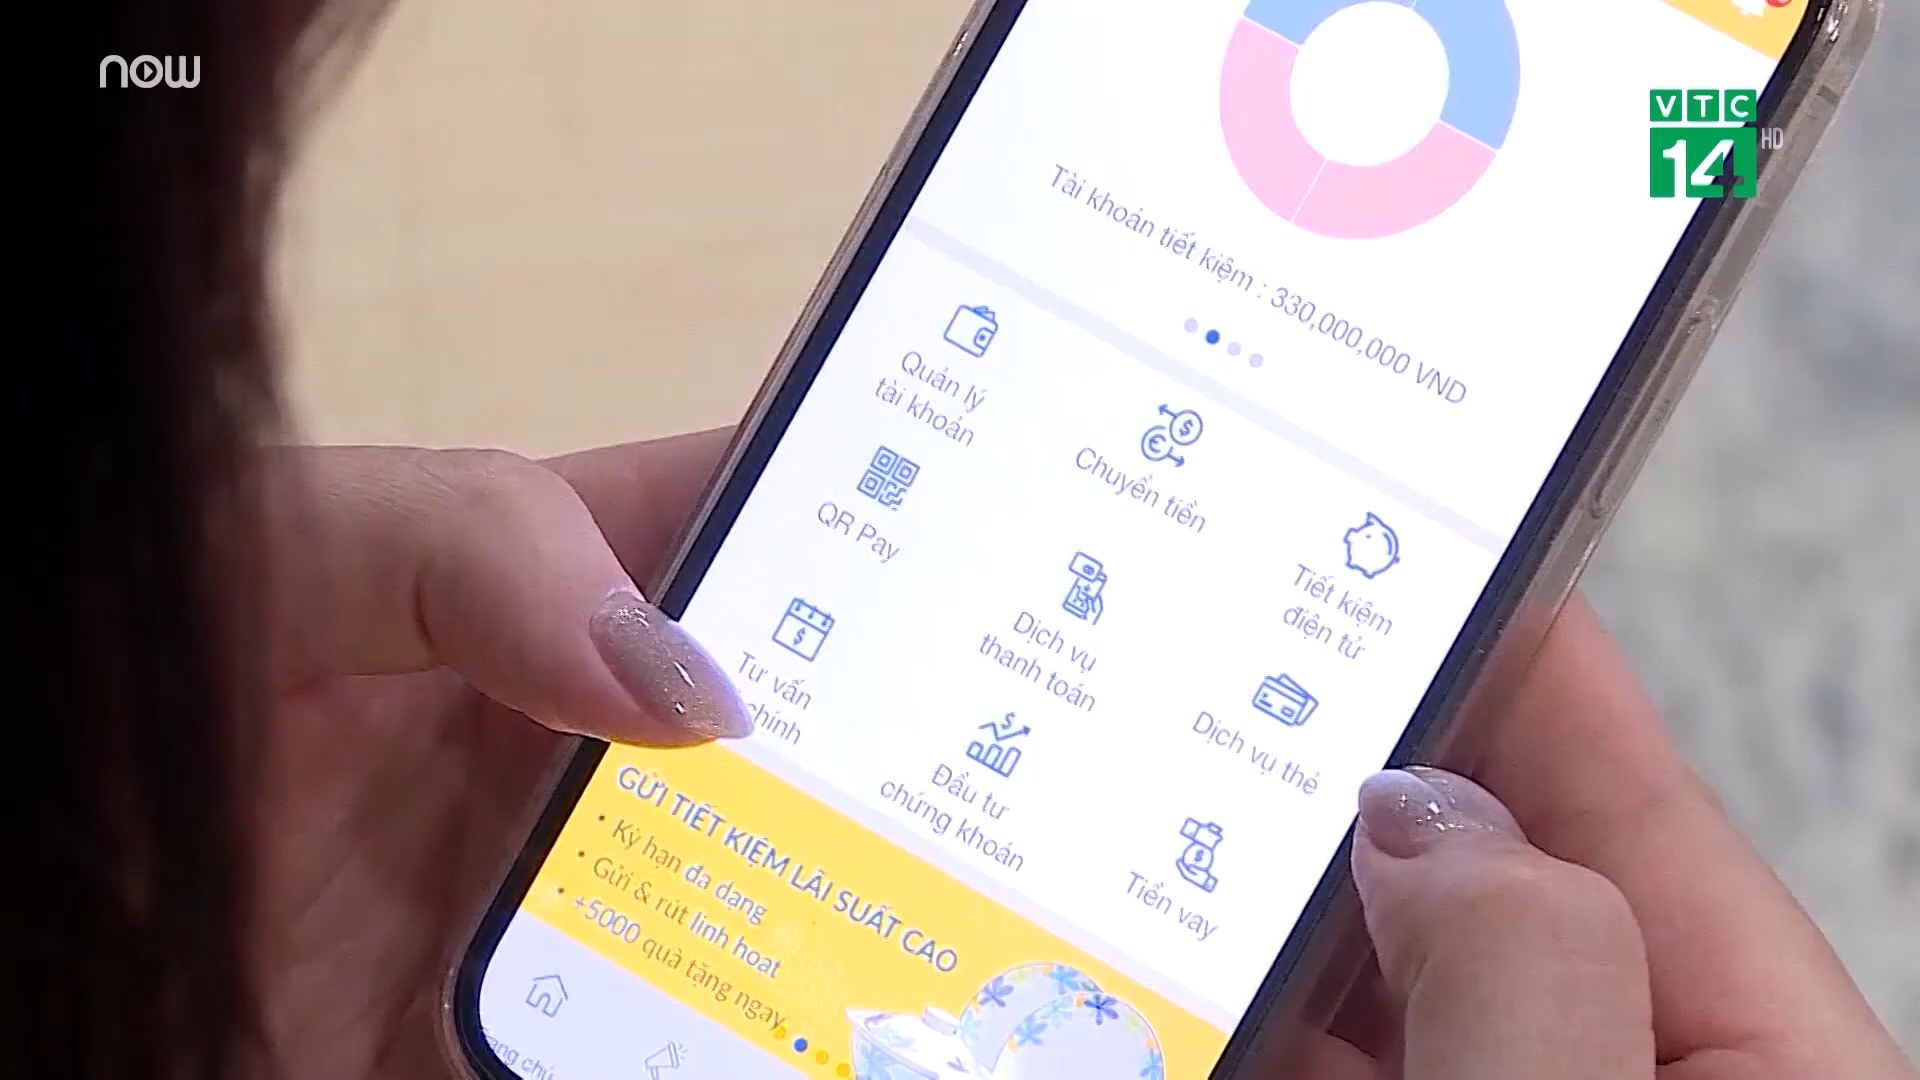 now
VTC
14 HD
Tài khoản tiết kiệm : 330,000,000 VND
Quản lý
tài khoản
Chuyển tiền
Tiết kiệm
điện tử
QR Pay
Dịch vụ
thanh toán
Dịch vụ thẻ
Tư vấn
chính
Đầu tư
chứng khoán
Tiền vay
GỬI TIẾT KIỆM LÃI SUẤT CAO
• Kỳ hạn đa dạng
• Gửi & rút linh hoạt
• +5000 quà tặng ngay
ang chủ